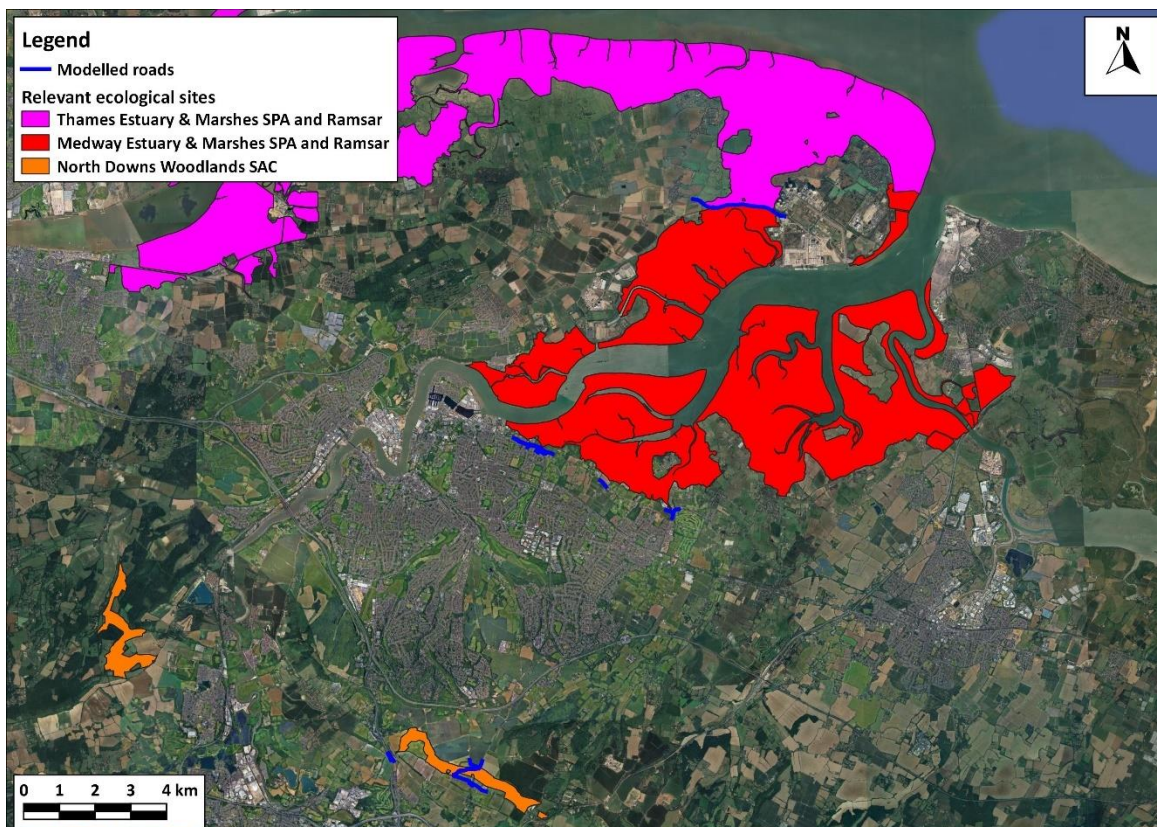 Legend
Modelled roads
Relevant ecological sites
Thames Estuary & Marshes SPA and Ramsar
Medway Estuary & Marshes SPA and Ramsar
North Downs Woodlands SAC
N
0 1 2 3 4 km